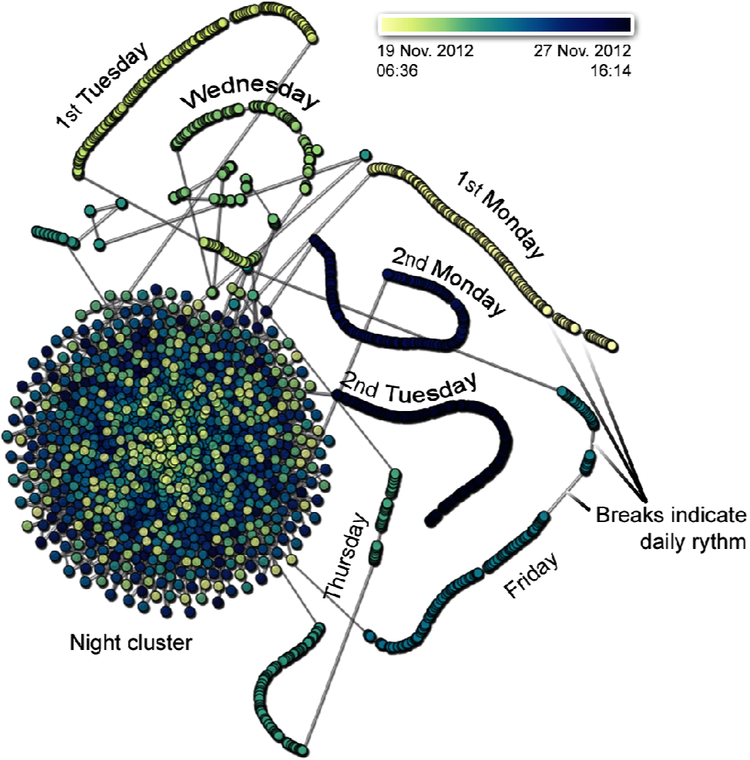 19 Nov. 2012
06:36
27 Nov. 2012
16:14
1st Tuesday
Wednesday
1st Monday
2nd Monday
2nd Tuesday
Thursday
Friday
Breaks indicate
daily rythm
Night cluster